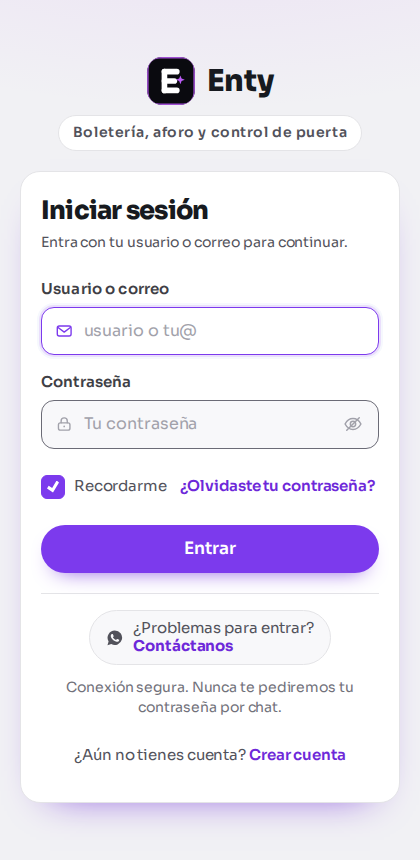 E
Enty
Boletería, aforo y control de puerta
Iniciar sesión
Entra con tu usuario o correo para continuar.
Usuario o correo
usuario o tu@
Contraseña
Tu contraseña
Recordarme ¿Olvidaste tu contraseña?
Entrar
¿Problemas para entrar?
Contáctanos
Conexión segura. Nunca te pediremos tu
contraseña por chat.
¿Aún no tienes cuenta? Crear cuenta